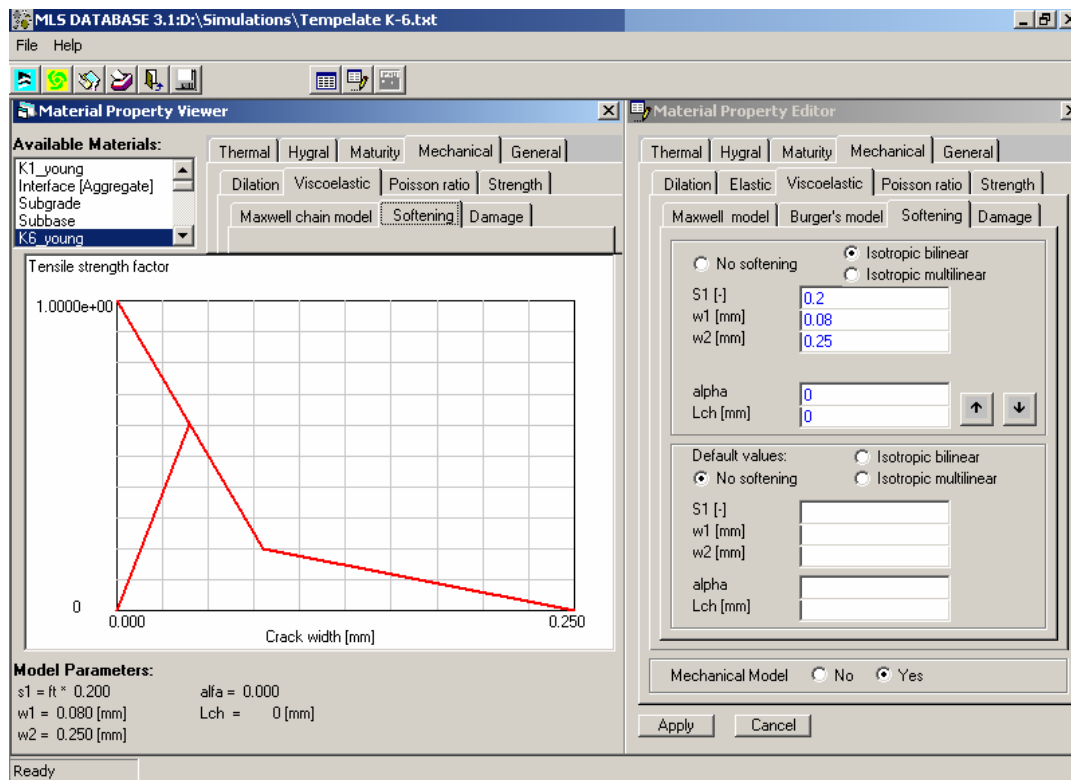 MLS DATABASE 3.1:D:\Simulations\Tempelate K-6.txt
File Help
Material Property Viewer
Available Materials:
K1_young
Interface [Aggregate]
Subgrade
Subbase
K6_young
Thermal Hygral Maturity Mechanical General
Dilation Viscoelastic Poisson ratio Strength
Maxwell chain model Softening Damage
Tensile strength factor
1.0000e+00
0
0.000 0.250
Crack width [mm]
Model Parameters:
s1 = ft * 0.200 alfa = 0.000
w1 = 0.080 [mm] Lch = 0 [mm]
w2 = 0.250 [mm]
Material Property Editor
Thermal Hygral Maturity Mechanical General
Dilation Elastic Viscoelastic Poisson ratio Strength
Maxwell model Burger's model Softening Damage
No softening Isotropic bilinear
Isotropic multilinear
S1 [-] 0.2
w1 [mm] 0.08
w2 [mm] 0.25
alpha 0
Lch [mm] 0
Default values: Isotropic bilinear
No softening Isotropic multilinear
S1 [-]
w1 [mm]
w2 [mm]
alpha
Lch [mm]
Mechanical Model No Yes
Apply Cancel
Ready